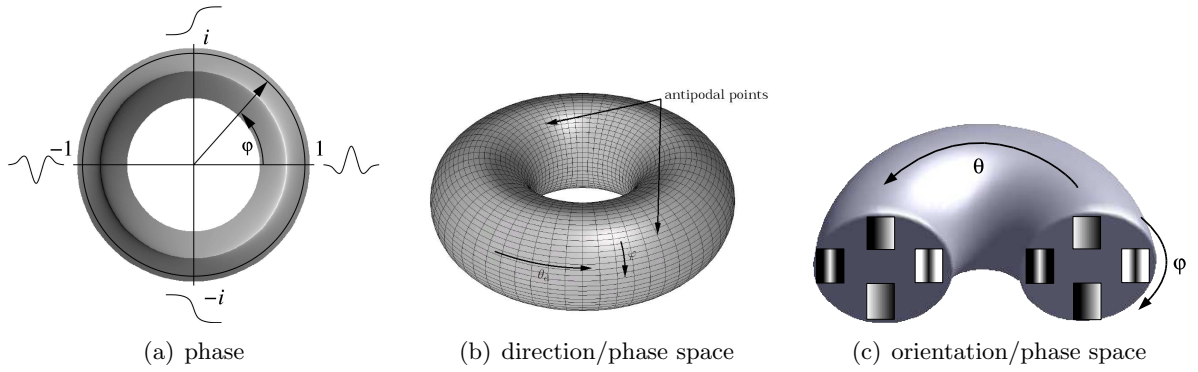 i
−1
φ
1
−i
(a) phase
antipodal points
θ
φ
(b) direction/phase space
θ
φ
(c) orientation/phase space